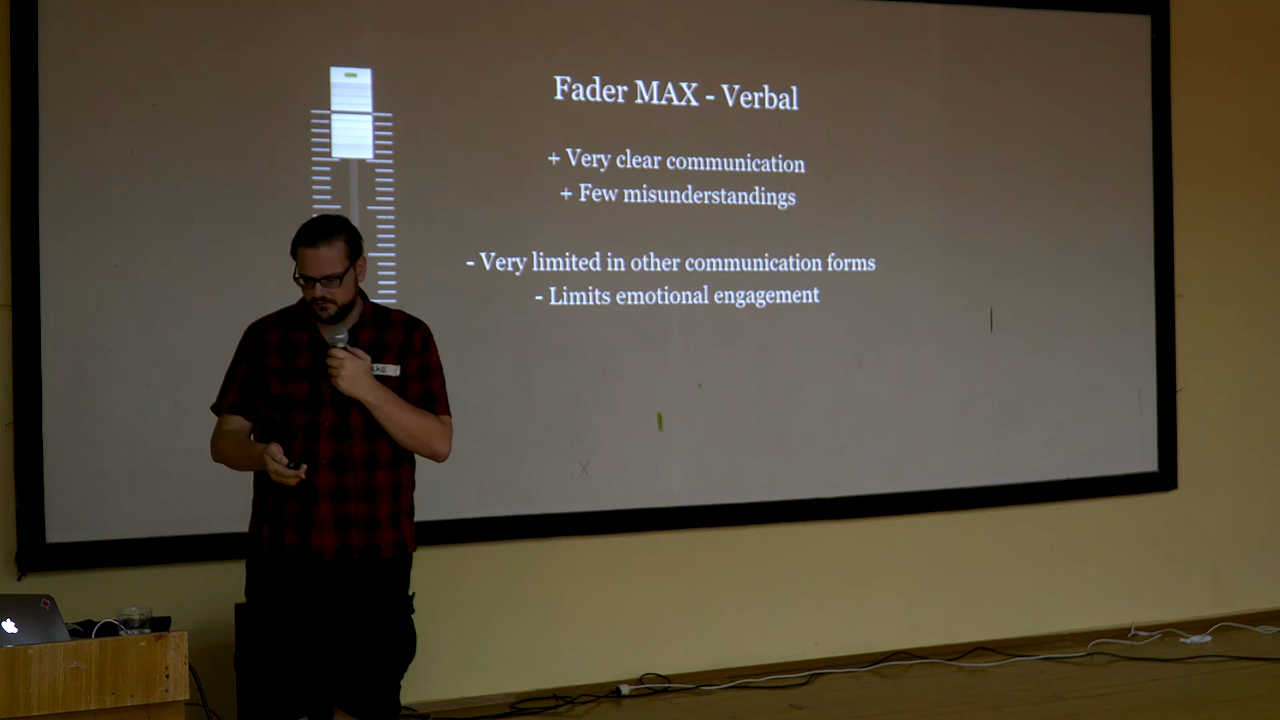 Fader MAX - Verbal
+ Very clear communication
+ Few misunderstandings
- Very limited in other communication forms
- Limits emotional engagement